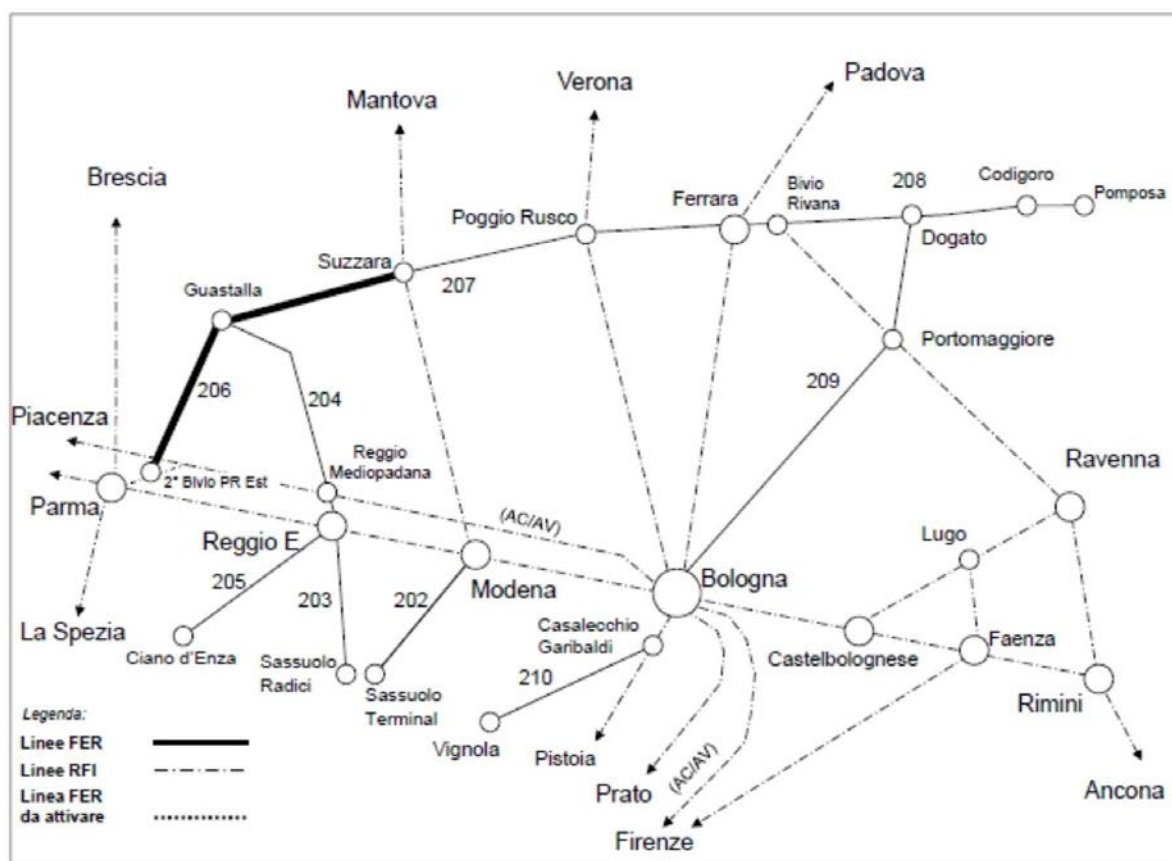 Padova
Verona
Mantova
Brescia
Bivio
Rivana
208
Codigoro
Pomposa
Ferrara
Poggio Rusco
Dogato
Suzzara
207
Guastalla
Portomaggiore
209
206
204
Piacenza
Reggio
Mediopadana
2° Bivio PR Est
Ravenna
Parma
(AC/AV)
Reggio E
Lugo
Modena
Bologna
205
203
202
La Spezia
Ciano d'Enza
Casalecchio
Garibaldi
Castelbolognese
Faenza
Sassuolo
Radici
Sassuolo
Terminal
210
Rimini
Vignola
Pistoia
(AC/AV)
Prato
Ancona
Firenze
Legenda:
Linee FER
Linee RFI
Linea FER
da attivare